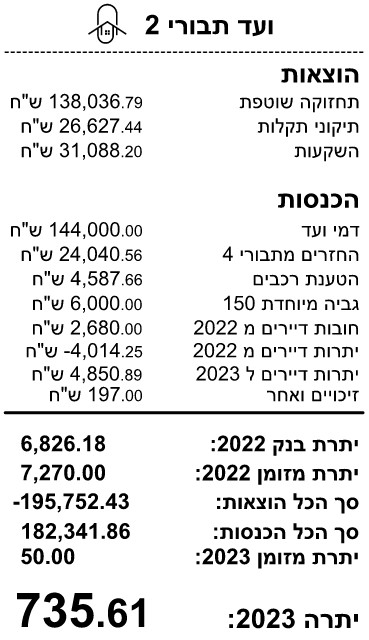 ועד תבורי 2
הוצאות
תחזוקה שוטפת 138,036.79 ש"ח
תיקוני תקלות 26,627.44 ש"ח
השקעות 31,088.20 ש"ח
הכנסות
דמי ועד 144,000.00 ש"ח
החזרים מתבורי 4 24,040.56 ש"ח
הטענת רכבים 4,587.66 ש"ח
גביה מיוחדת 150 6,000.00 ש"ח
חובות דיירים מ 2022 2,680.00 ש"ח
יתרות דיירים מ 2022 -4,014.25 ש"ח
יתרות דיירים ל 2023 4,850.89 ש"ח
זיכויים ואחר 197.00 ש"ח
יתרת בנק 2022: 6,826.18
יתרת מזומן 2022: 7,270.00
סך הכל הוצאות: -195,752.43
סך הכל הכנסות: 182,341.86
יתרת מזומן 2023: 50.00
יתרה 2023: 735.61